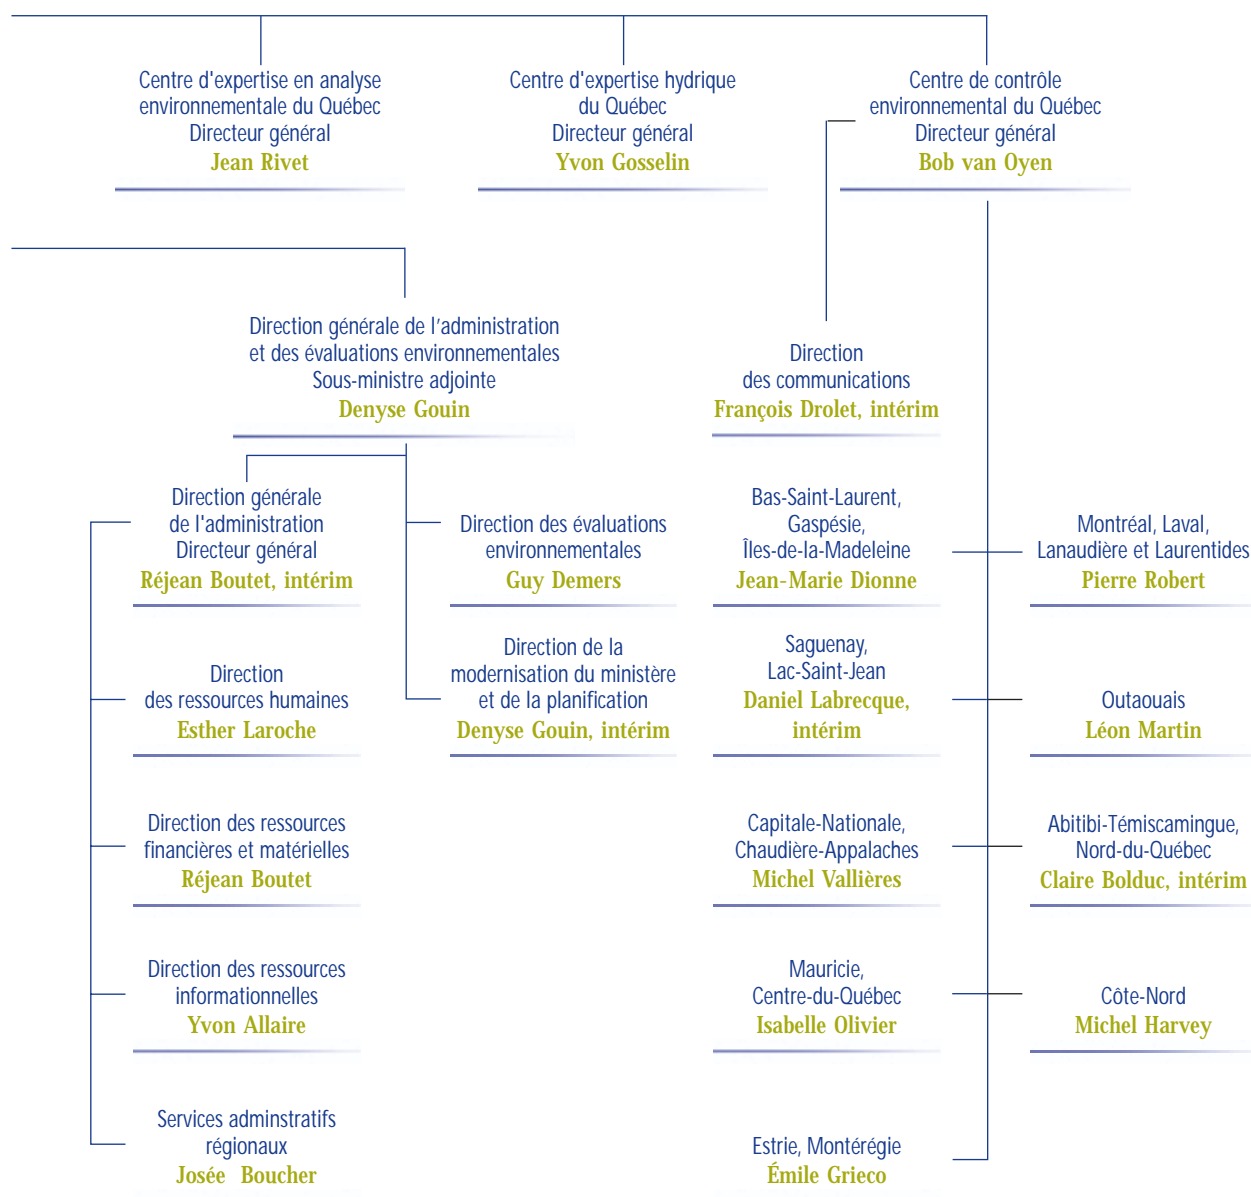 Centre d'expertise en analyse
environnementale du Québec
Directeur général
Jean Rivet
Centre d'expertise hydrique
du Québec
Directeur général
Yvon Gosselin
Centre de contrôle
environnemental du Québec
Directeur général
Bob van Oyen
Direction générale de l'administration
et des évaluations environnementales
Sous-ministre adjointe
Denyse Gouin
Direction
des communications
François Drolet, intérim
Direction générale
de l'administration
Directeur général
Réjean Boutet, intérim
Direction des évaluations
environnementales
Guy Demers
Bas-Saint-Laurent,
Gaspésie,
Îles-de-la-Madeleine
Jean-Marie Dionne
Montréal, Laval,
Lanaudière et Laurentides
Pierre Robert
Direction
des ressources humaines
Esther Laroche
Direction de la
modernisation du ministère
et de la planification
Denyse Gouin, intérim
Saguenay,
Lac-Saint-Jean
Daniel Labrecque,
intérim
Outaouais
Léon Martin
Direction des ressources
financières et matérielles
Réjean Boutet
Capitale-Nationale,
Chaudière-Appalaches
Michel Vallières
Abitibi-Témiscamingue,
Nord-du-Québec
Claire Bolduc, intérim
Direction des ressources
informationnelles
Yvon Allaire
Mauricie,
Centre-du-Québec
Isabelle Olivier
Côte-Nord
Michel Harvey
Services adminstratifs
régionaux
Josée Boucher
Estrie, Montérégie
Émile Grieco